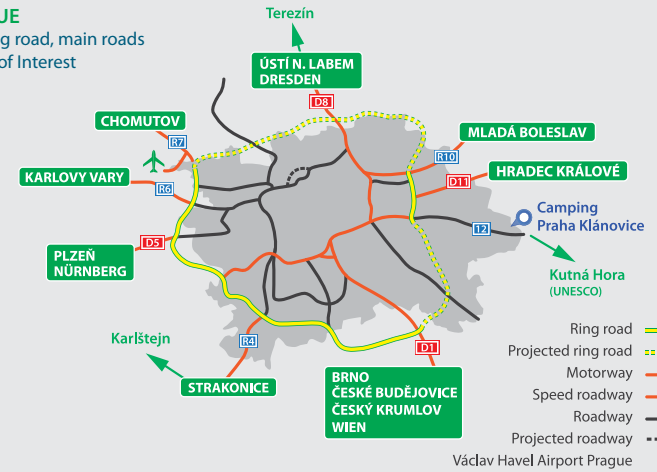 UE
g road, main roads
of Interest
Terezín
ÚSTÍ N. LABEM
DRESDEN
D8
CHOMUTOV
R7
MLADÁ BOLESLAV
R10
KARLOVY VARY
R6
HRADEC KRÁLOVÉ
D11
Camping
Praha Klánovice
12
D5
PLZEŇ
NÜRNBERG
Kutná Hora
(UNESCO)
Karlštejn
R4
D1
STRAKONICE
BRNO
ČESKÉ BUDĚJOVICE
ČESKÝ KRUMLOV
WIEN
Ring road
Projected ring road
Motorway
Speed roadway
Roadway
Projected roadway
Václav Havel Airport Prague